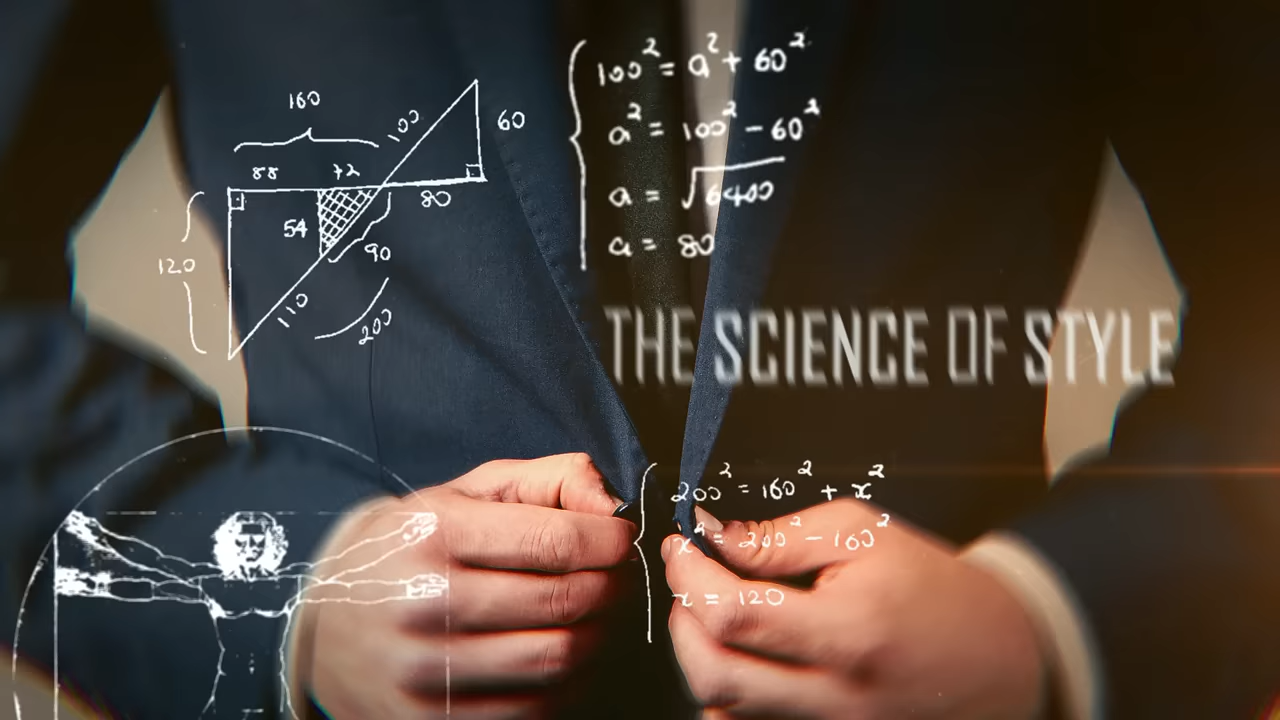 160
100
60
88
72
80
54
90
120
110
200
100² = a² + 60²
a² = 100² - 60²
a = √6400
a = 80
THE SCIENCE OF STYLE
200² = 160² + x²
x² = 200² - 160²
x = 120